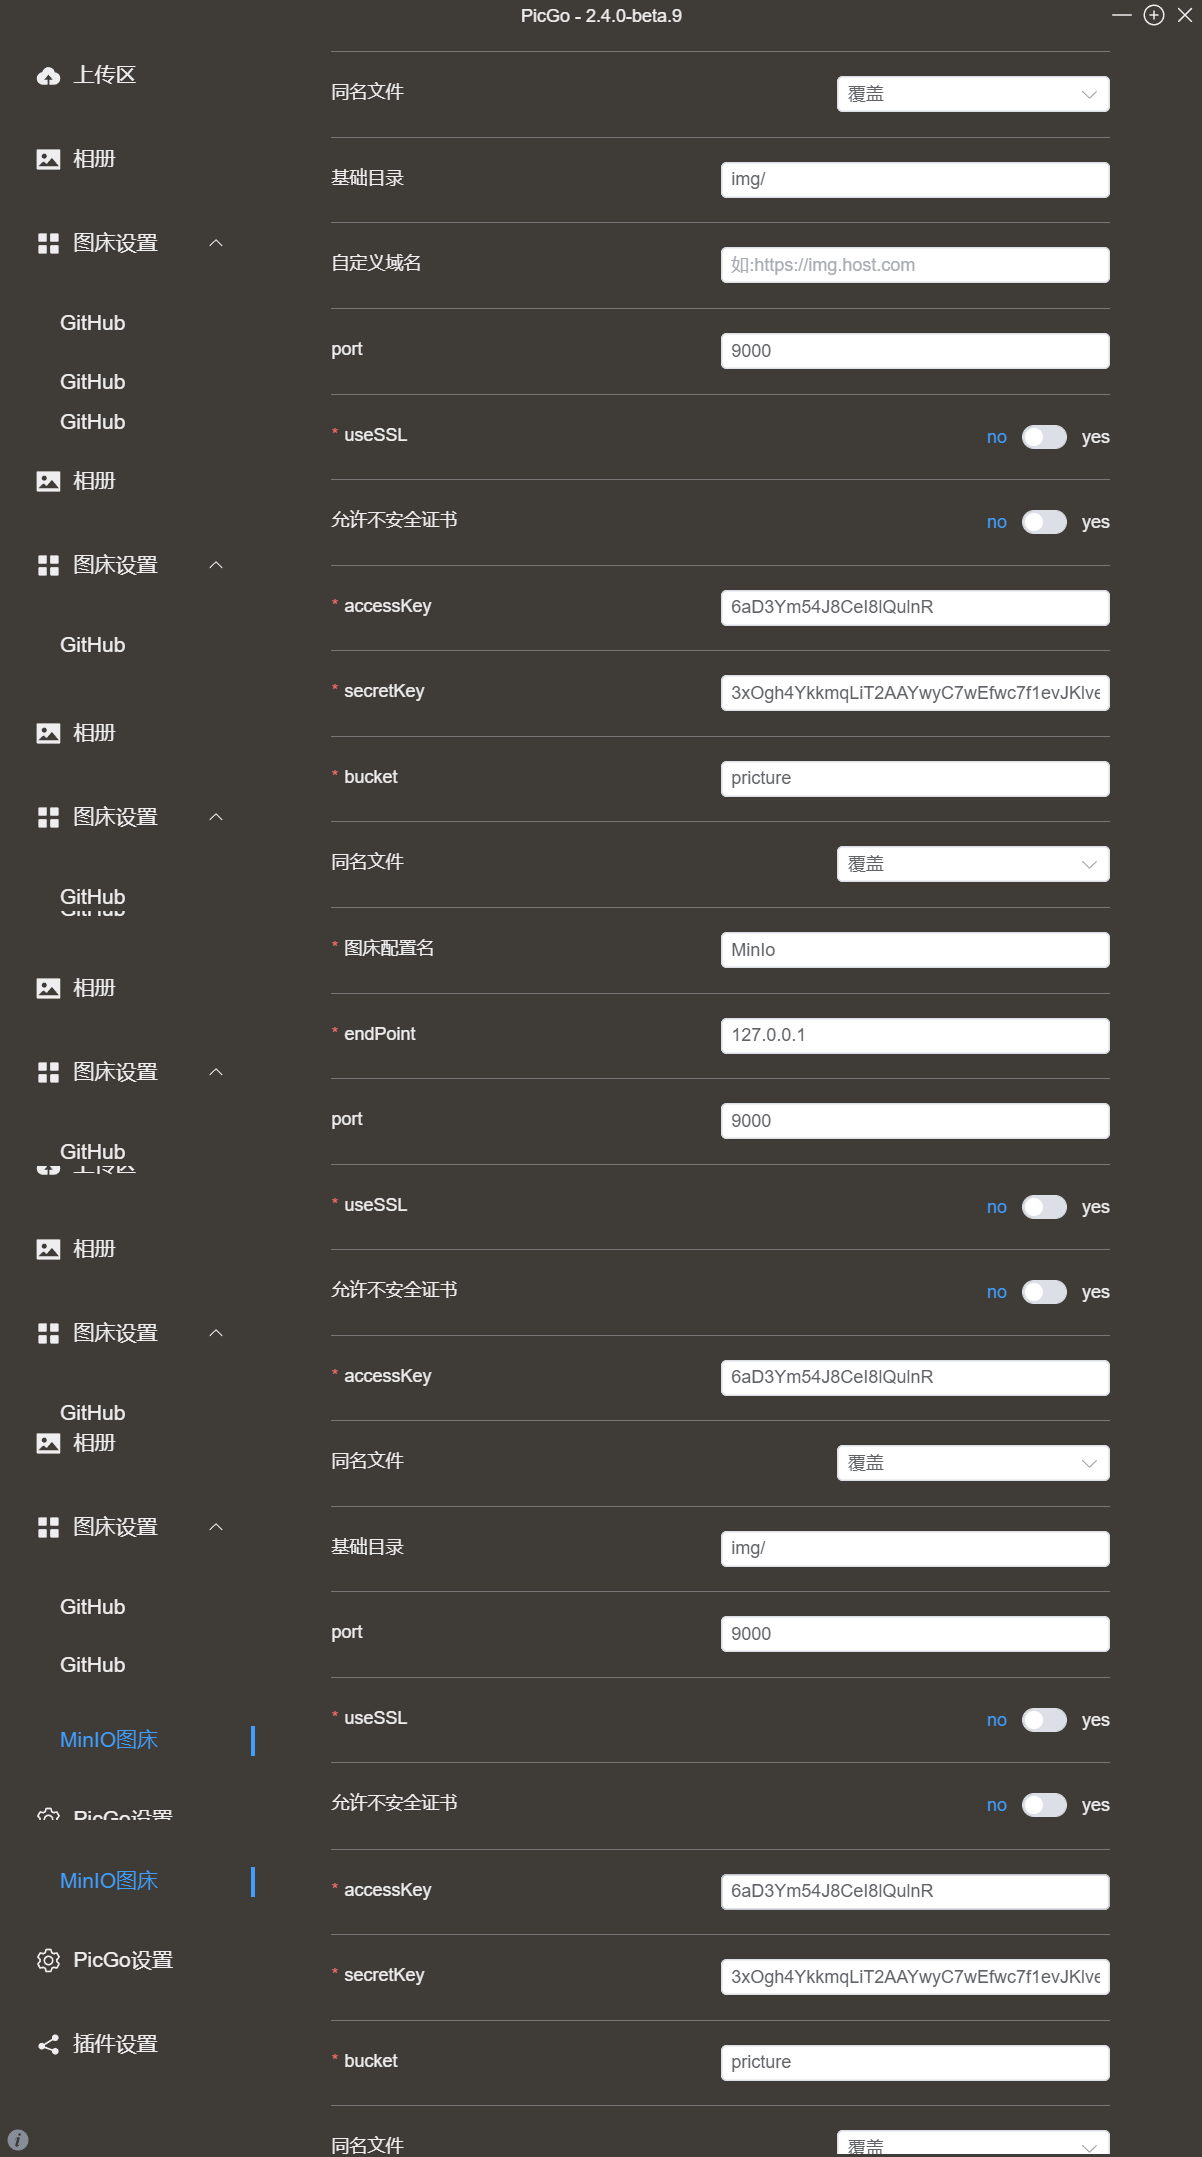 PicGo - 2.4.0-beta.9
上传区
相册
图床设置
GitHub
GitHub
GitHub
相册
图床设置
GitHub
相册
图床设置
GitHub
GitHub
相册
图床设置
GitHub
上传区
相册
图床设置
GitHub
相册
图床设置
GitHub
GitHub
MinIO图床
PicGo设置
MinIO图床
PicGo设置
插件设置
同名文件 覆盖
基础目录 img/
自定义域名 如:https://img.host.com
port 9000
* useSSL no yes
允许不安全证书 no yes
* accessKey 6aD3Ym54J8CeI8lQulnR
* secretKey 3xOgh4YkkmqLiT2AAYwyC7wEfwc7f1evJKlve
* bucket pricture
同名文件 覆盖
* 图床配置名 MinIo
* endPoint 127.0.0.1
port 9000
* useSSL no yes
允许不安全证书 no yes
* accessKey 6aD3Ym54J8CeI8lQulnR
同名文件 覆盖
基础目录 img/
port 9000
* useSSL no yes
允许不安全证书 no yes
* accessKey 6aD3Ym54J8CeI8lQulnR
* secretKey 3xOgh4YkkmqLiT2AAYwyC7wEfwc7f1evJKlve
* bucket pricture
同名文件 覆盖